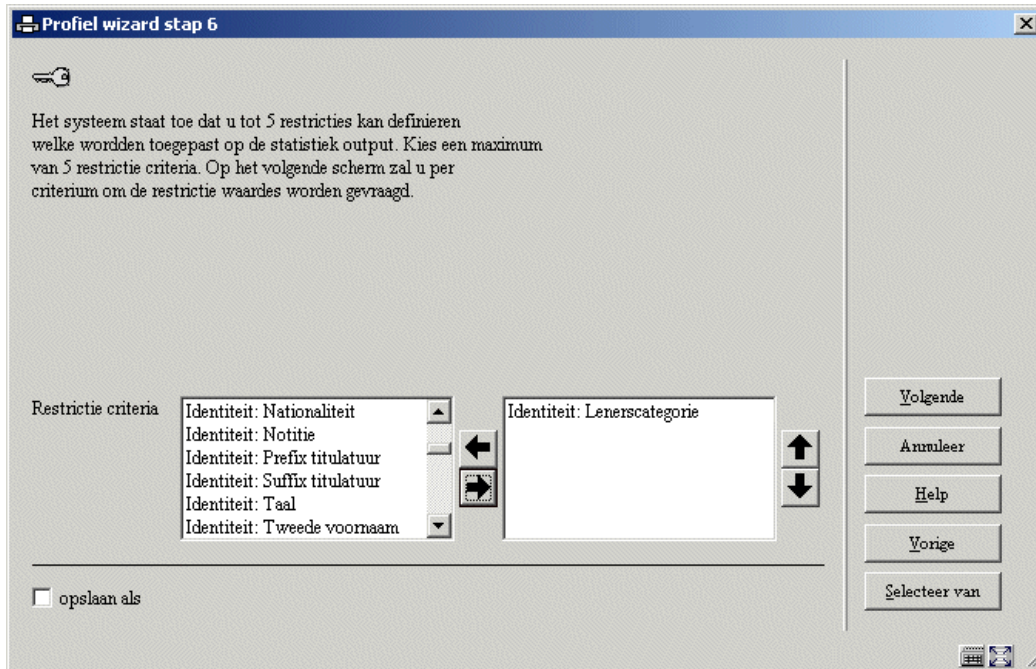 Profiel wizard stap 6
Het systeem staat toe dat u tot 5 restricties kan definieren
welke wordden toegepast op de statistiek output. Kies een maximum
van 5 restrictie criteria. Op het volgende scherm zal u per
criterium om de restrictie waardes worden gevraagd.
Restrictie criteria
Identiteit: Nationaliteit
Identiteit: Notitie
Identiteit: Prefix titulatuur
Identiteit: Suffix titulatuur
Identiteit: Taal
Identiteit: Tweede voornaam
Identiteit: Lenerscategorie
opslaan als
Volgende
Annuleer
Help
Vorige
Selecteer van